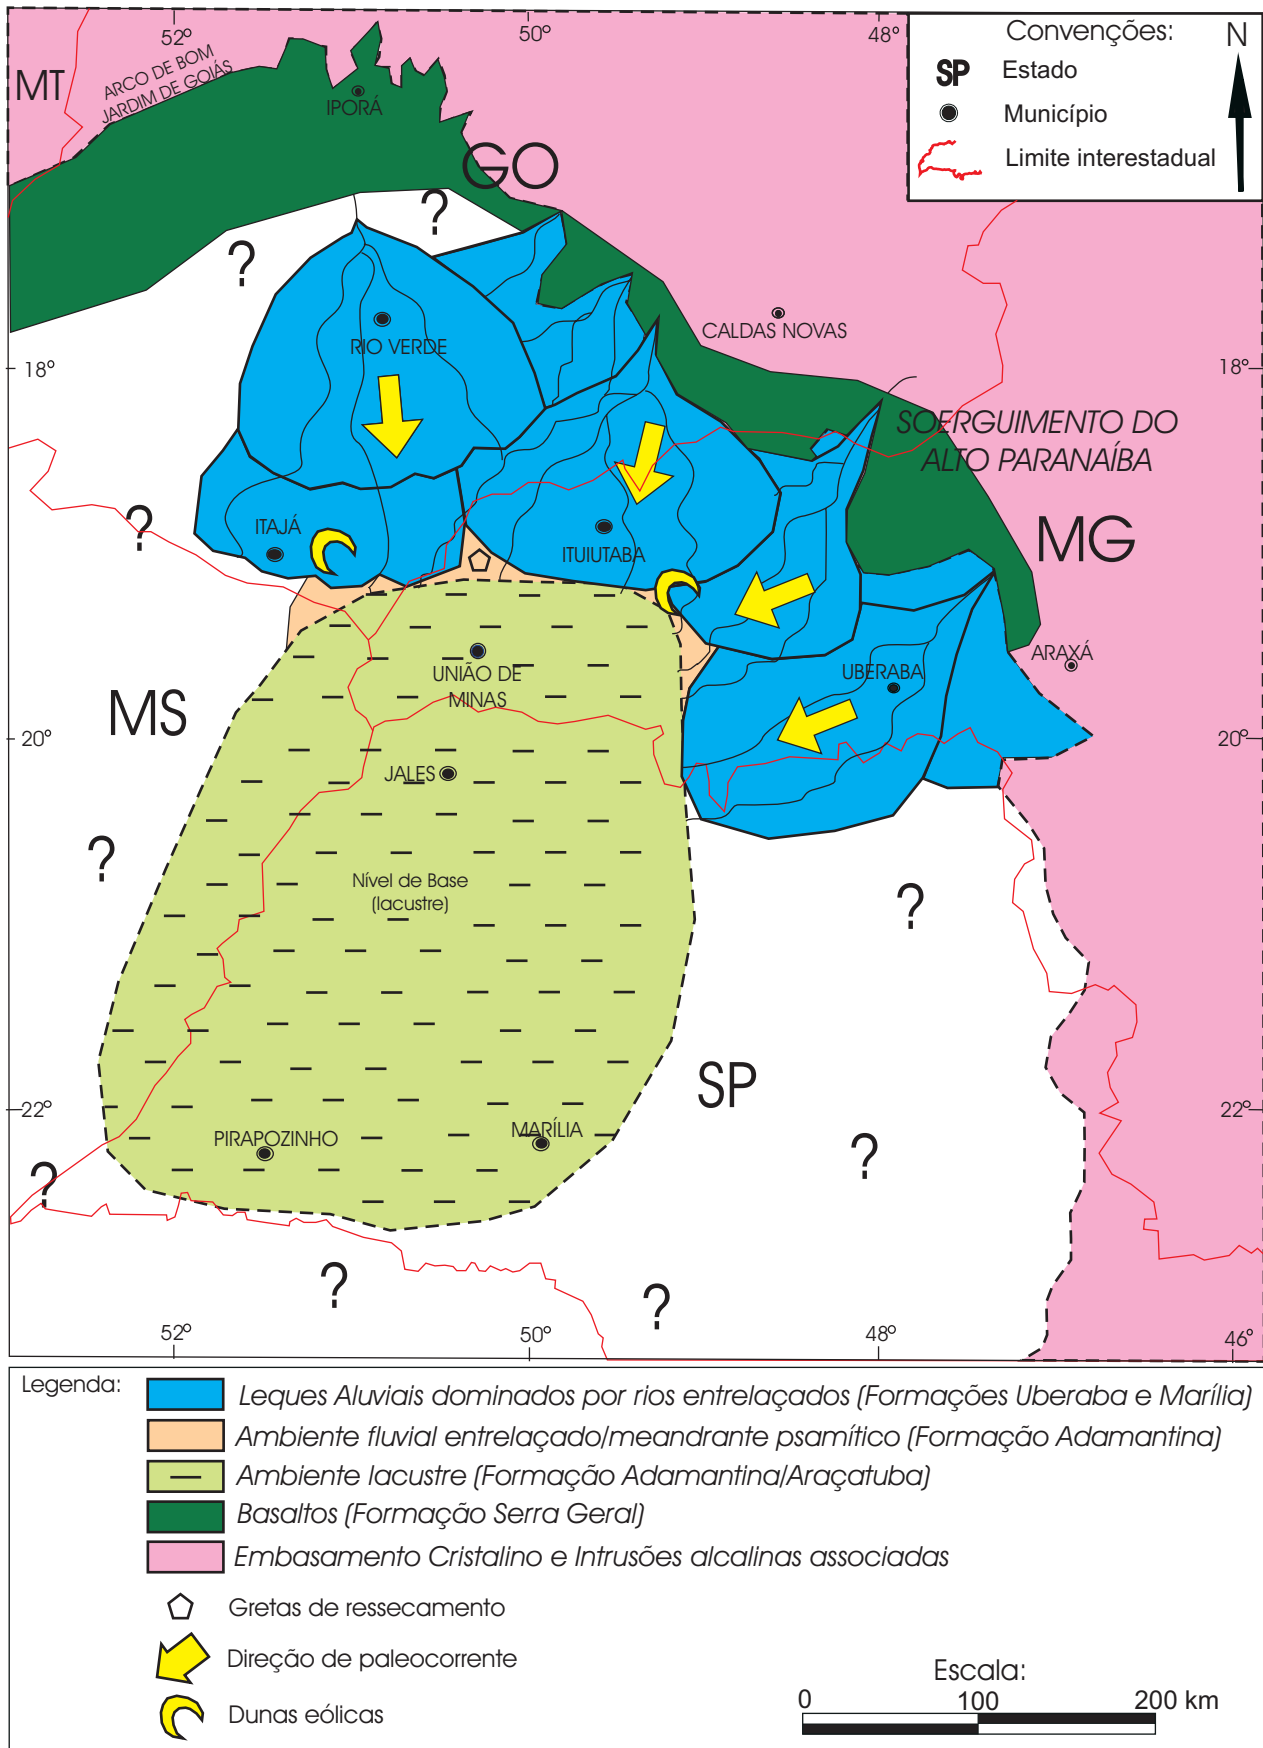 52º
50º
48º
Convenções:
N
SP
Estado
Município
Limite interestadual
MT
ARCO DE BOM
JARDIM DE GOIÁS
IPORÁ
GO
?
?
CALDAS NOVAS
RIO VERDE
18º
18º
SOERGUIMENTO DO
ALTO PARANAÍBA
?
ITAJÁ
ITUIUTABA
MG
ARAXÁ
UNIÃO DE
MINAS
UBERABA
MS
20º
20º
JALES
?
Nível de Base
(lacustre)
?
SP
22º
22º
PIRAPOZINHO
MARÍLIA
?
?
?
?
52º
50º
48º
46º
Legenda:
Leques Aluviais dominados por rios entrelaçados (Formações Uberaba e Marília)
Ambiente fluvial entrelaçado/meandrante psamítico (Formação Adamantina)
Ambiente lacustre (Formação Adamantina/Araçatuba)
Basaltos (Formação Serra Geral)
Embasamento Cristalino e Intrusões alcalinas associadas
Gretas de ressecamento
Direção de paleocorrente
Dunas eólicas
Escala:
0 100 200 km